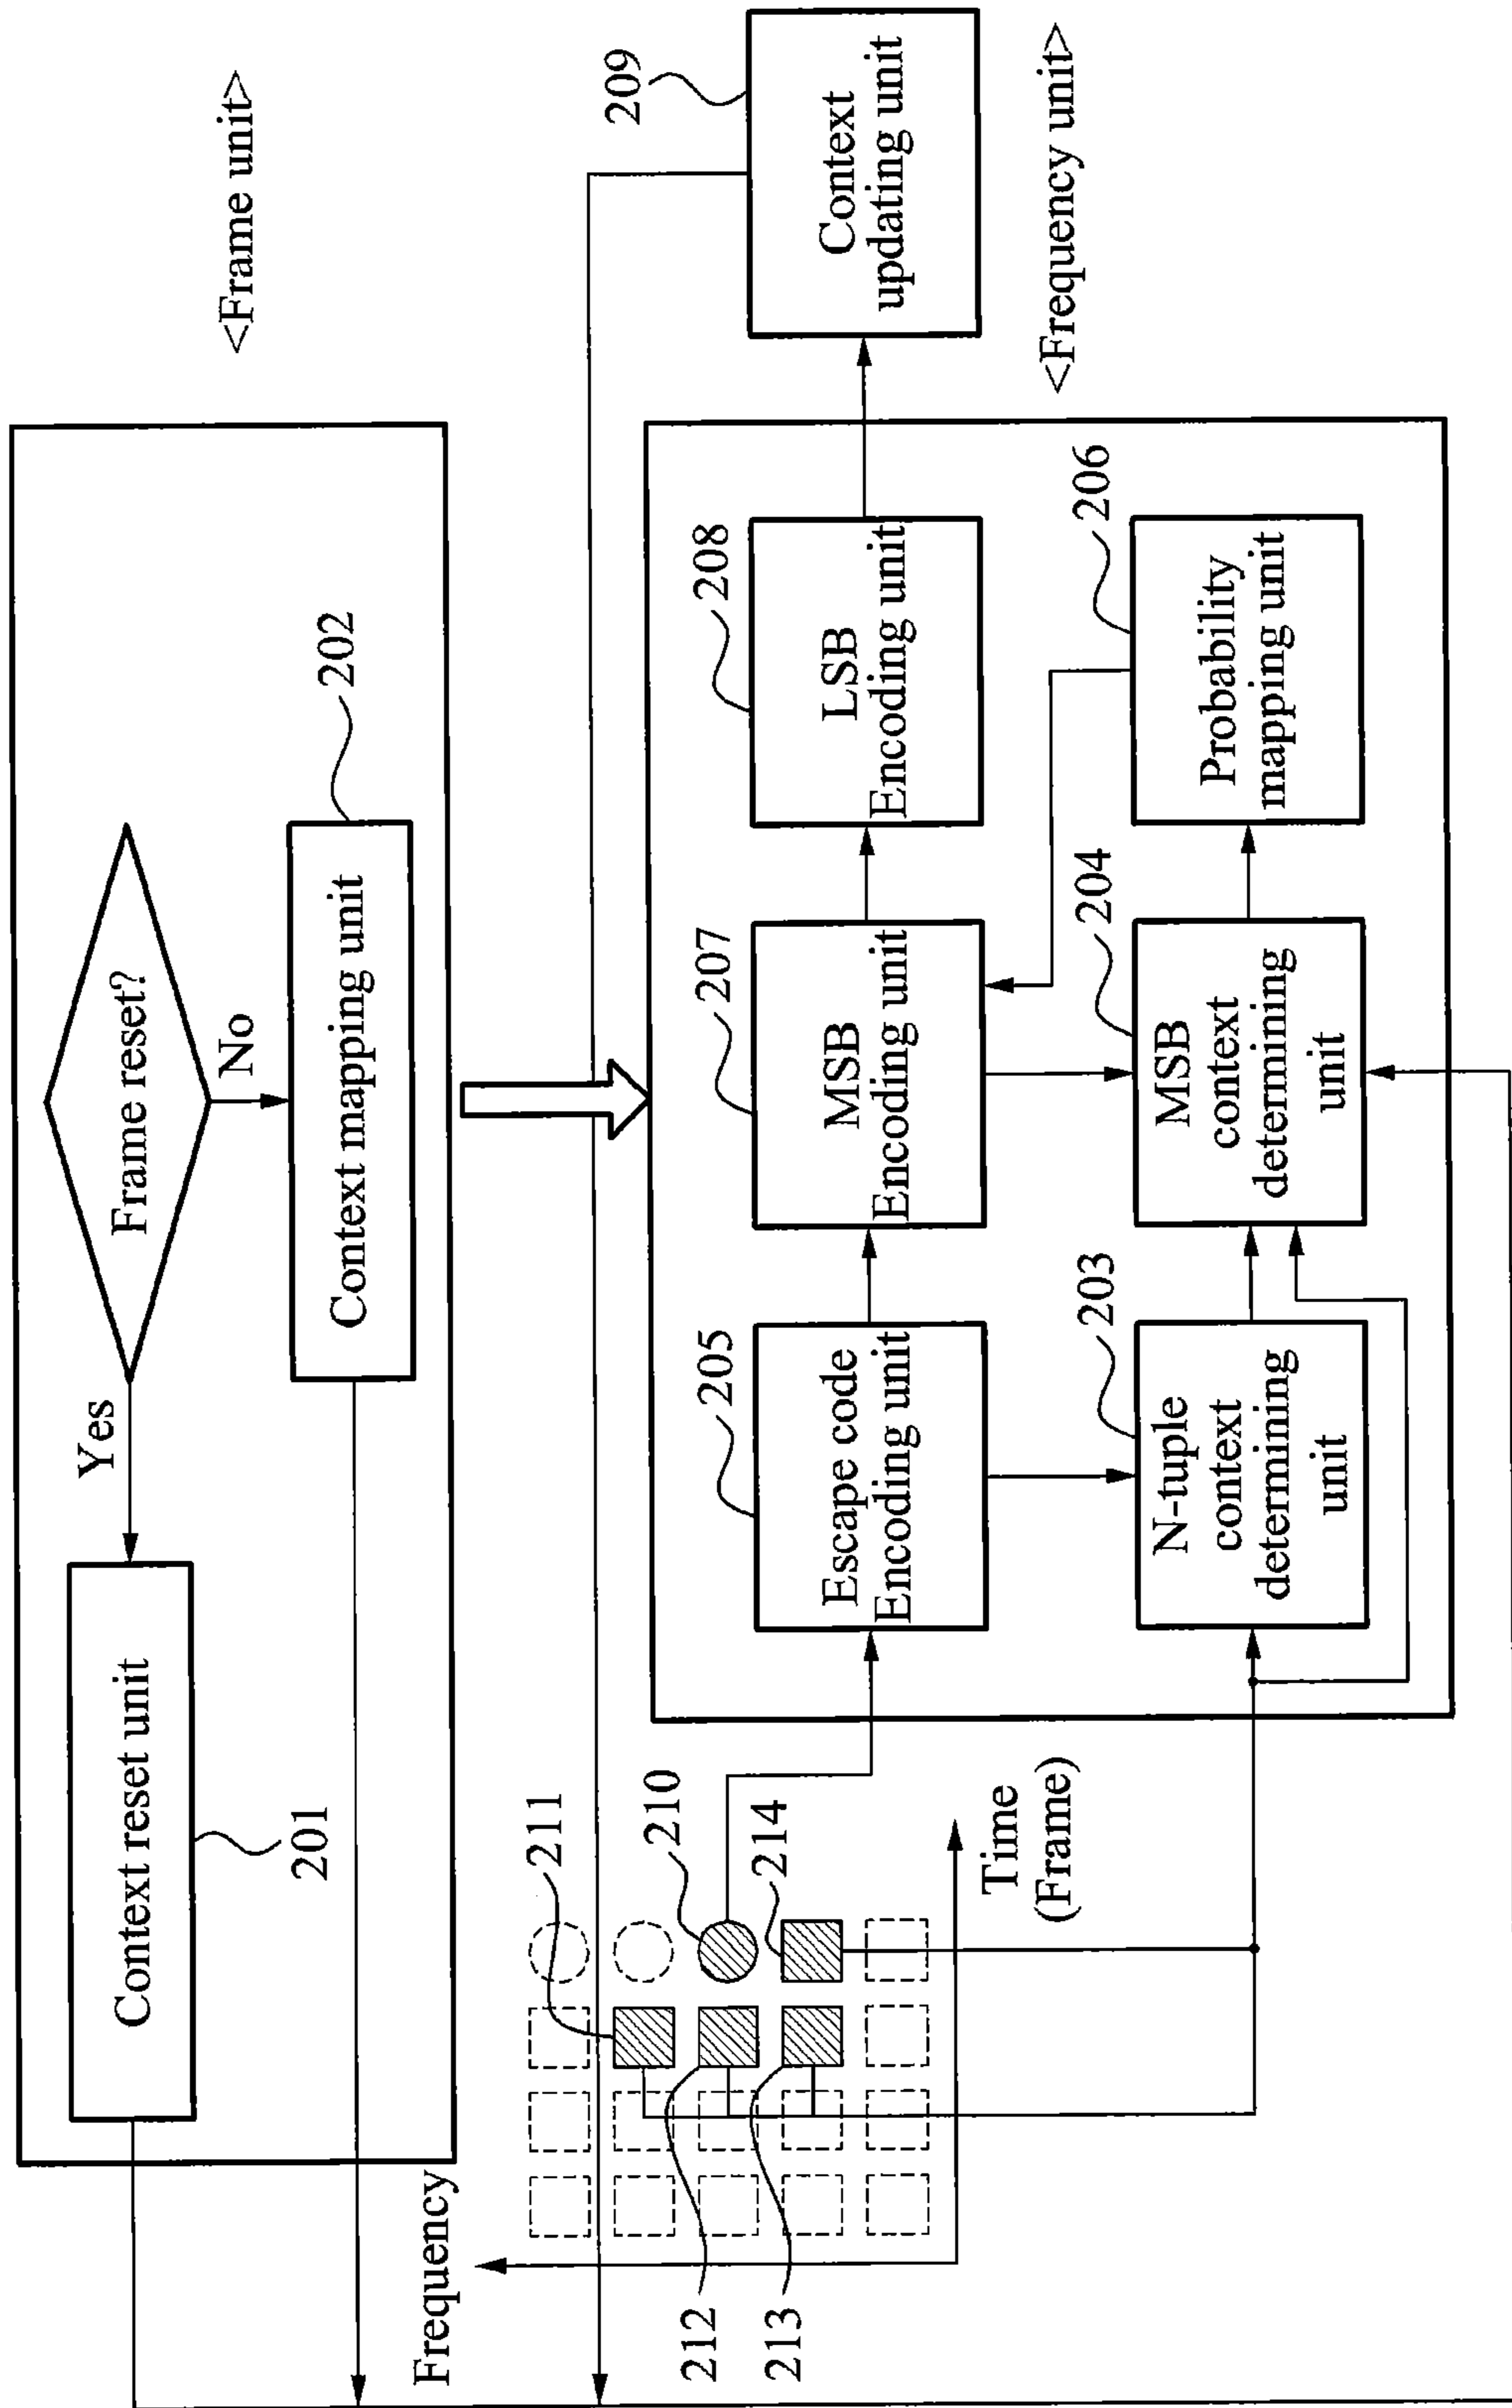 <Frame unit>
Frame reset?
Yes
No
Context reset unit
201
Context mapping unit
202
Frequency
Time
(Frame)
211
210
214
212
213
Escape code
Encoding unit
205
MSB
Encoding unit
207
LSB
Encoding unit
208
Context
updating unit
209
N-tuple
context
determining
unit
203
MSB
context
determining
unit
204
Probability
mapping unit
206
<Frequency unit>